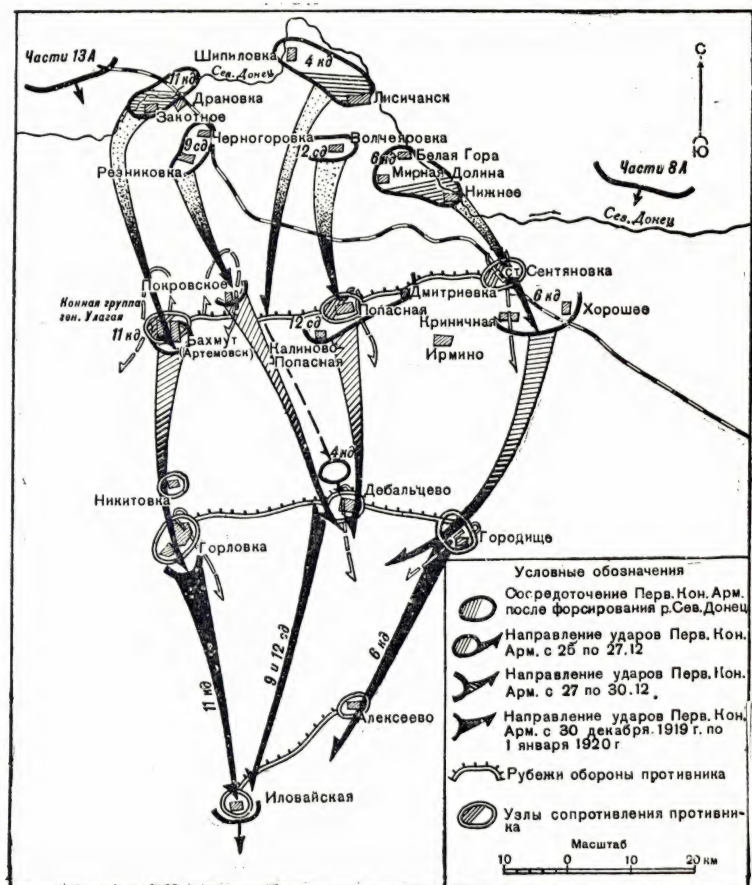 Части 13А
Шипиловка
4 кд
Сев. Донец
11 кд
Драновка
Закотное
Лисичанск
С
Ю
Черногоровка
9 сд
Резниковка
Волчеяровка
12 сд
6 кд
Белая Гора
Мирная Долина
Нижнее
Части 8А
Сев. Донец
Покровское
Конная группа
ген. Улагая
11 кд
Бахмут
(Артемовск)
12 сд
Попасная
Калиново-
Попасная
Дмитриевка
ст. Сентяновка
6 кд
Хорошее
Криничная
Ирмино
4 кд
Никитовка
Дебальцево
Горловка
Городище
11 кд
9 и 12 сд
6 кд
Алексеево
Иловайская
Условные обозначения
Сосредоточение Перв. Кон. Арм.
после форсирования р. Сев. Донец
Направление ударов Перв. Кон.
Арм. с 25 по 27.12
Направление ударов Перв. Кон.
Арм. с 27 по 30.12.
Направление ударов Перв. Кон.
Арм. с 30 декабря 1919 г. по
1 января 1920 г
Рубежи обороны противника
Узлы сопротивления противни-
ка
Масштаб
10 0 20 км